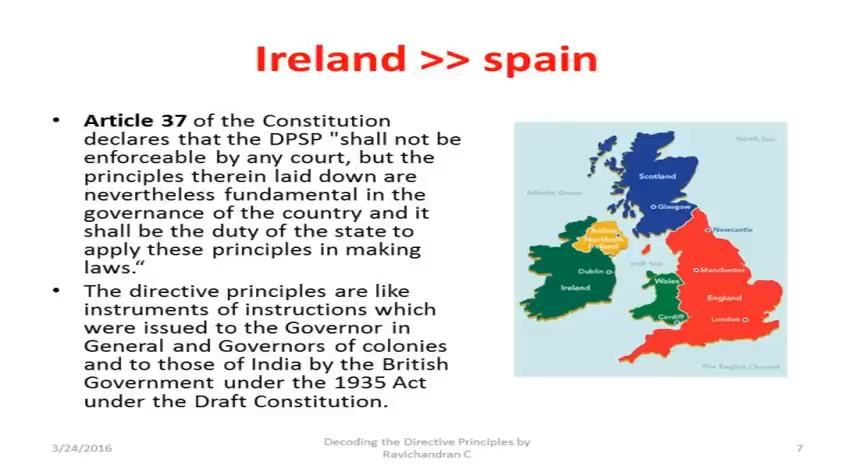 Ireland >> spain
• Article 37 of the Constitution
declares that the DPSP "shall not be
enforceable by any court, but the
principles therein laid down are
nevertheless fundamental in the
governance of the country and it
shall be the duty of the state to
apply these principles in making
laws.“
• The directive principles are like
instruments of instructions which
were issued to the Governor in
General and Governors of colonies
and to those of India by the British
Government under the 1935 Act
under the Draft Constitution.
North Sea
Scotland
Atlantic Ocean
Glasgow
Newcastle
Northern
Ireland
Irish Sea
Dublin
Manchester
Wales
Ireland
England
Cardiff
London
The English Channel
3/24/2016
Decoding the Directive Principles by
Ravichandran C
7